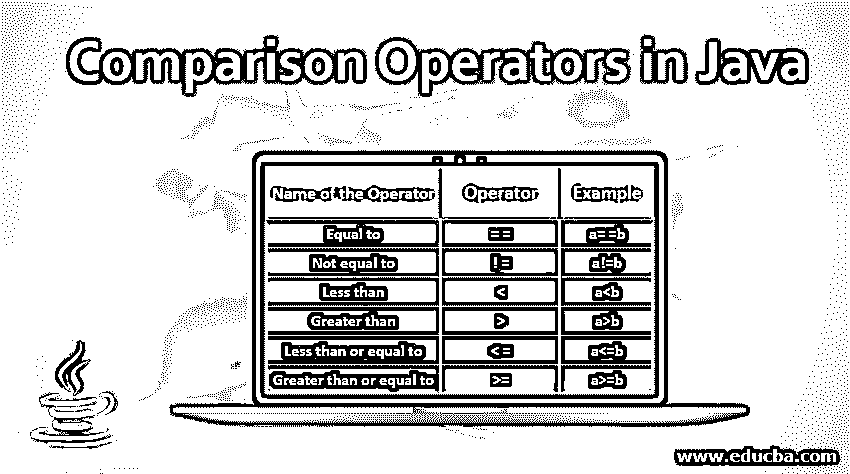 Comparison Operators in Java
Name of the Operator Operator Example
Equal to == a==b
Not equal to != a!=b
Less than < a<b
Greater than > a>b
Less than or equal to <= a<=b
Greater than or equal to >= a>=b
www.educba.com